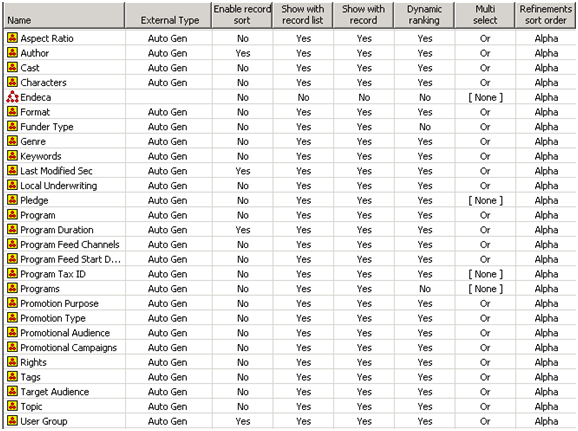 Name External Type Enable record sort Show with record list Show with record Dynamic ranking Multi select Refinements sort order
Aspect Ratio Auto Gen No Yes Yes Yes Or Alpha
Author Auto Gen Yes Yes Yes Yes Or Alpha
Cast Auto Gen No Yes Yes Yes Or Alpha
Characters Auto Gen No Yes Yes Yes Or Alpha
Endeca No No No No [ None ] Alpha
Format Auto Gen No Yes Yes Yes Or Alpha
Funder Type Auto Gen No Yes Yes No Or Alpha
Genre Auto Gen No Yes Yes Yes Or Alpha
Keywords Auto Gen No Yes Yes Yes Or Alpha
Last Modified Sec Auto Gen Yes Yes Yes Yes Or Alpha
Local Underwriting Auto Gen No Yes Yes Yes Or Alpha
Pledge Auto Gen No Yes Yes Yes [ None ] Alpha
Program Auto Gen No Yes Yes Yes Or Alpha
Program Duration Auto Gen Yes Yes Yes Yes Or Alpha
Program Feed Channels Auto Gen No Yes Yes Yes Or Alpha
Program Feed Start D... Auto Gen No Yes Yes Yes Or Alpha
Program Tax ID Auto Gen No Yes Yes Yes [ None ] Alpha
Programs Auto Gen No Yes Yes No [ None ] Alpha
Promotion Purpose Auto Gen No Yes Yes Yes Or Alpha
Promotion Type Auto Gen No Yes Yes Yes Or Alpha
Promotional Audience Auto Gen No Yes Yes Yes Or Alpha
Promotional Campaigns Auto Gen No Yes Yes Yes Or Alpha
Rights Auto Gen No Yes Yes Yes Or Alpha
Tags Auto Gen No Yes Yes Yes Or Alpha
Target Audience Auto Gen No Yes Yes Yes Or Alpha
Topic Auto Gen No Yes Yes Yes Or Alpha
User Group Auto Gen Yes Yes Yes Yes Or Alpha